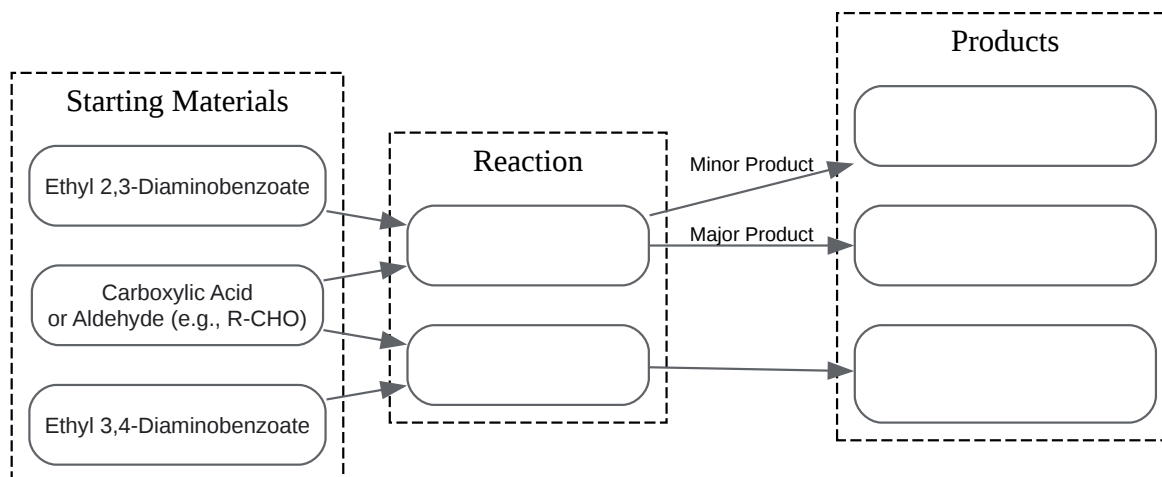 Products
Starting Materials
Reaction
Minor Product
Ethyl 2,3-Diaminobenzoate
Major Product
Carboxylic Acid
or Aldehyde (e.g., R-CHO)
Ethyl 3,4-Diaminobenzoate